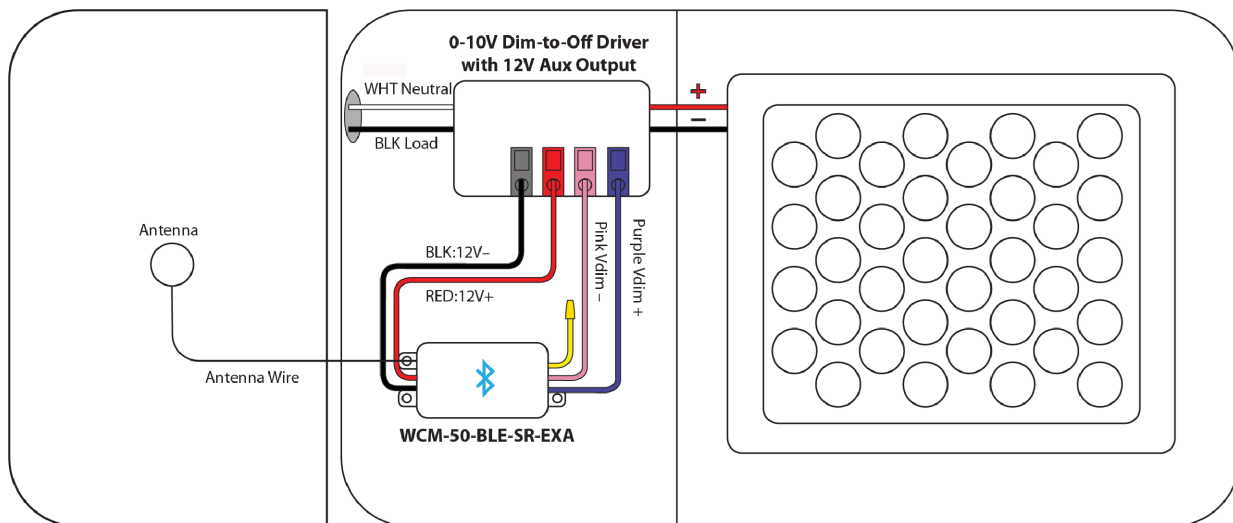 0-10V Dim-to-Off Driver
with 12V Aux Output
WHT Neutral
BLK Load
+
–
Antenna
BLK:12V–
RED:12V+
Pink Vdim –
Purple Vdim +
Antenna Wire
WCM-50-BLE-SR-EXA